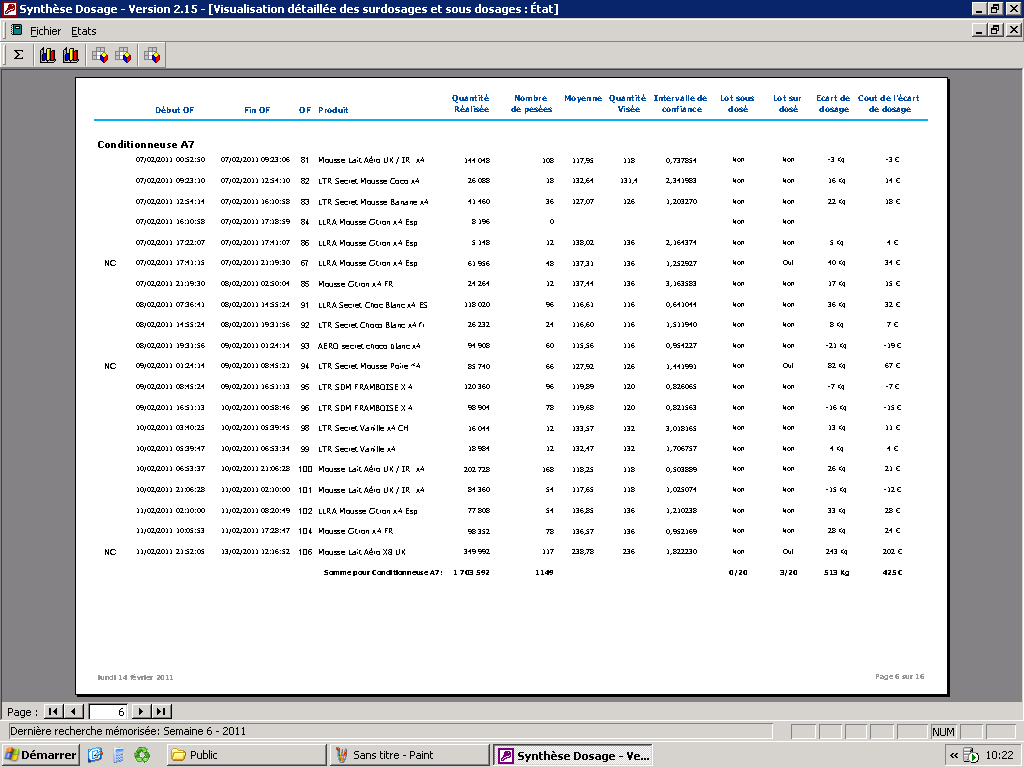 Synthèse Dosage - Version 2.15 - [Visualisation détaillée des surdosages et sous dosages : État]
Fichier Etats
Σ
Début OF Fin OF OF Produit Quantité Réalisée Nombre de pesées Moyenne Quantité Visée Intervalle de confiance Lot sous dosé Lot sur dosé Ecart de dosage Cout de l'écart de dosage
Conditionneuse A7
07/02/2011 00:52:50 07/02/2011 09:23:06 81 Mousse Lait Aéro UK / IR x4 144 048 108 117,95 118 0,737854 Non Non -3 Kg -3 €
07/02/2011 09:23:10 07/02/2011 12:54:10 82 LTR Secret Mousse Coco x4 26 088 18 132,64 131,4 2,341983 Non Non 16 Kg 14 €
07/02/2011 12:54:14 07/02/2011 16:10:58 83 LTR Secret Mousse Banane x4 41 460 36 127,07 126 1,203270 Non Non 22 Kg 18 €
07/02/2011 16:10:58 07/02/2011 17:18:59 84 LLRA Mousse Citron x4 Esp 8 196 0 Non Non
07/02/2011 17:22:07 07/02/2011 17:41:07 86 LLRA Mousse Citron x4 Esp 5 148 12 138,02 136 2,164374 Non Non 5 Kg 4 €
NC 07/02/2011 17:41:15 07/02/2011 21:19:30 67 LLRA Mousse Citron x4 Esp 61 956 48 137,31 136 1,252927 Non Oui 40 Kg 34 €
07/02/2011 21:19:30 08/02/2011 02:50:04 85 Mousse Citron x4 FR 24 264 12 137,44 136 3,163583 Non Non 17 Kg 15 €
08/02/2011 07:36:41 08/02/2011 14:55:24 91 LLRA Secret Choc Blanc x4 ES 118 020 96 116,61 116 0,641044 Non Non 36 Kg 32 €
08/02/2011 14:55:24 08/02/2011 19:31:56 92 LTR Secret Choco Blanc x4 Fr 26 232 24 116,60 116 1,511940 Non Non 8 Kg 7 €
08/02/2011 19:31:56 09/02/2011 01:24:14 93 AERO secret choco blanc x4 94 908 60 115,56 116 0,954227 Non Non -21 Kg -19 €
NC 09/02/2011 01:24:14 09/02/2011 08:45:21 94 LTR Secret Mousse Poire x4 85 740 66 127,92 126 1,441991 Non Oui 82 Kg 67 €
09/02/2011 08:45:24 09/02/2011 16:51:13 95 LTR SDM FRAMBOISE X 4 120 360 96 119,89 120 0,826065 Non Non -7 Kg -7 €
09/02/2011 16:51:13 10/02/2011 00:58:46 96 LTR SDM FRAMBOISE X 4 98 904 78 119,68 120 0,821563 Non Non -16 Kg -15 €
10/02/2011 03:40:25 10/02/2011 05:39:45 98 LTR Secret Vanille x4 CH 16 044 12 133,57 132 3,018165 Non Non 13 Kg 11 €
10/02/2011 05:39:47 10/02/2011 06:53:34 99 LTR Secret Vanille x4 18 984 12 132,47 132 1,706757 Non Non 4 Kg 4 €
10/02/2011 06:53:37 10/02/2011 21:06:28 100 Mousse Lait Aéro UK / IR x4 202 728 168 118,25 118 0,503889 Non Non 26 Kg 21 €
10/02/2011 21:06:28 11/02/2011 02:10:00 101 Mousse Lait Aéro UK / IR x4 84 360 54 117,65 118 1,025074 Non Non -15 Kg -12 €
11/02/2011 02:10:00 11/02/2011 08:20:49 102 LLRA Mousse Citron x4 Esp 77 808 54 136,85 136 1,210238 Non Non 33 Kg 28 €
11/02/2011 10:05:53 11/02/2011 17:28:47 104 Mousse Citron x4 FR 98 352 78 136,57 136 0,952169 Non Non 28 Kg 24 €
NC 11/02/2011 21:52:05 13/02/2011 12:16:52 106 Mousse Lait Aéro X8 UK 349 992 117 238,78 236 1,822230 Non Oui 243 Kg 202 €
Somme pour Conditionneuse A7: 1 703 592 1149 0/20 3/20 513 Kg 425 €
lundi 14 février 2011 Page 6 sur 16
Page : 6
Dernière recherche mémorisée: Semaine 6 - 2011 NUM
Démarrer Public Sans titre - Paint Synthèse Dosage - Ve... « 10:22